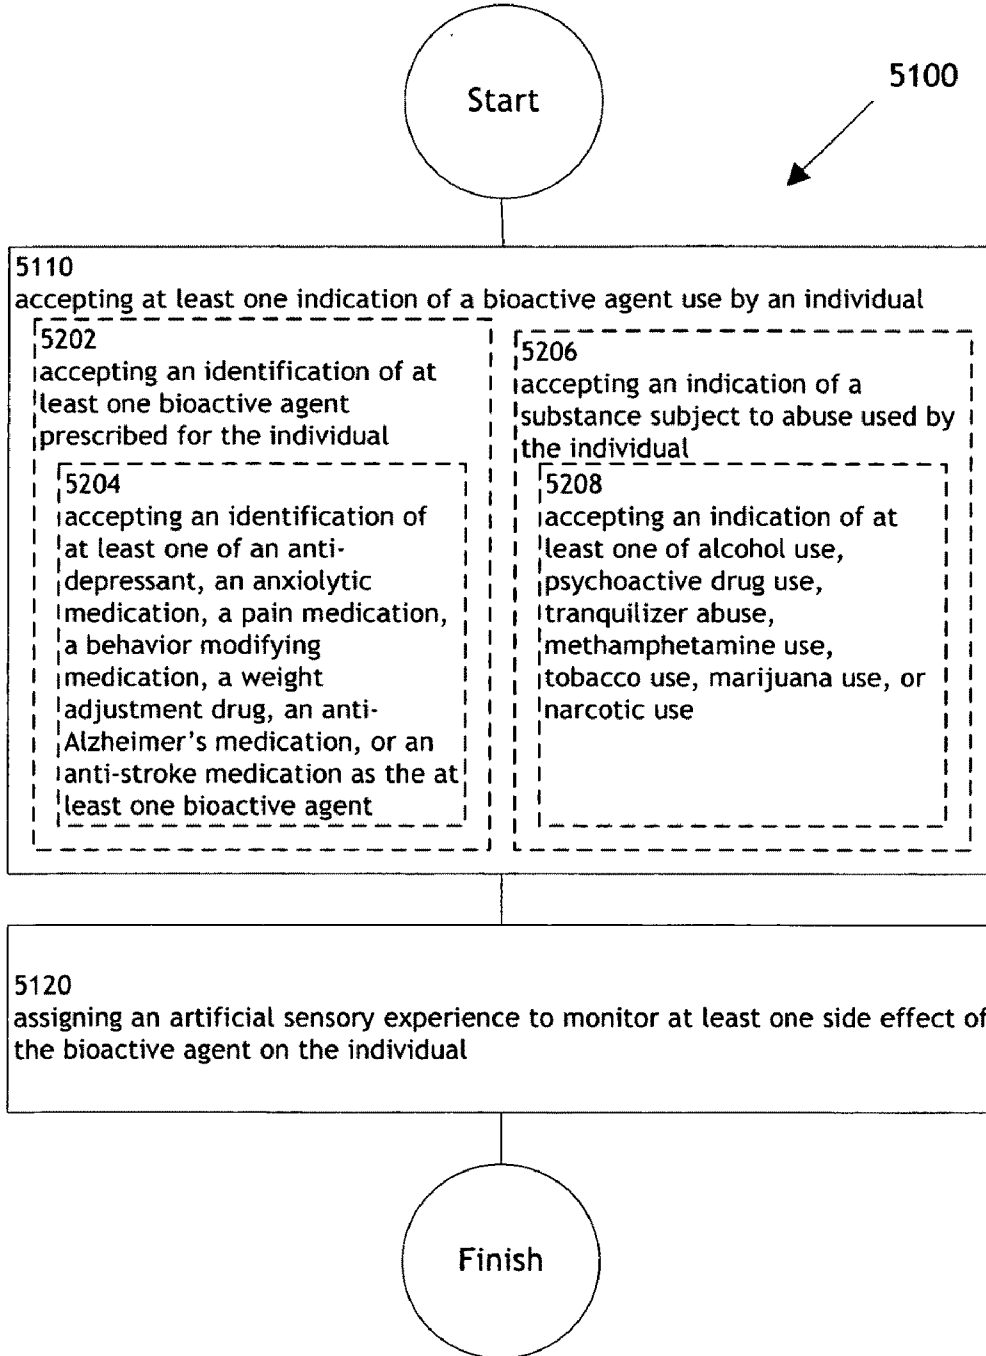 Start
5100
5110
accepting at least one indication of a bioactive agent use by an individual
5202
accepting an identification of at
least one bioactive agent
prescribed for the individual
5204
accepting an identification of
at least one of an anti-
depressant, an anxiolytic
medication, a pain medication,
a behavior modifying
medication, a weight
adjustment drug, an anti-
Alzheimer's medication, or an
anti-stroke medication as the at
least one bioactive agent
5206
accepting an indication of a
substance subject to abuse used by
the individual
5208
accepting an indication of at
least one of alcohol use,
psychoactive drug use,
tranquilizer abuse,
methamphetamine use,
tobacco use, marijuana use, or
narcotic use
5120
assigning an artificial sensory experience to monitor at least one side effect of
the bioactive agent on the individual
Finish